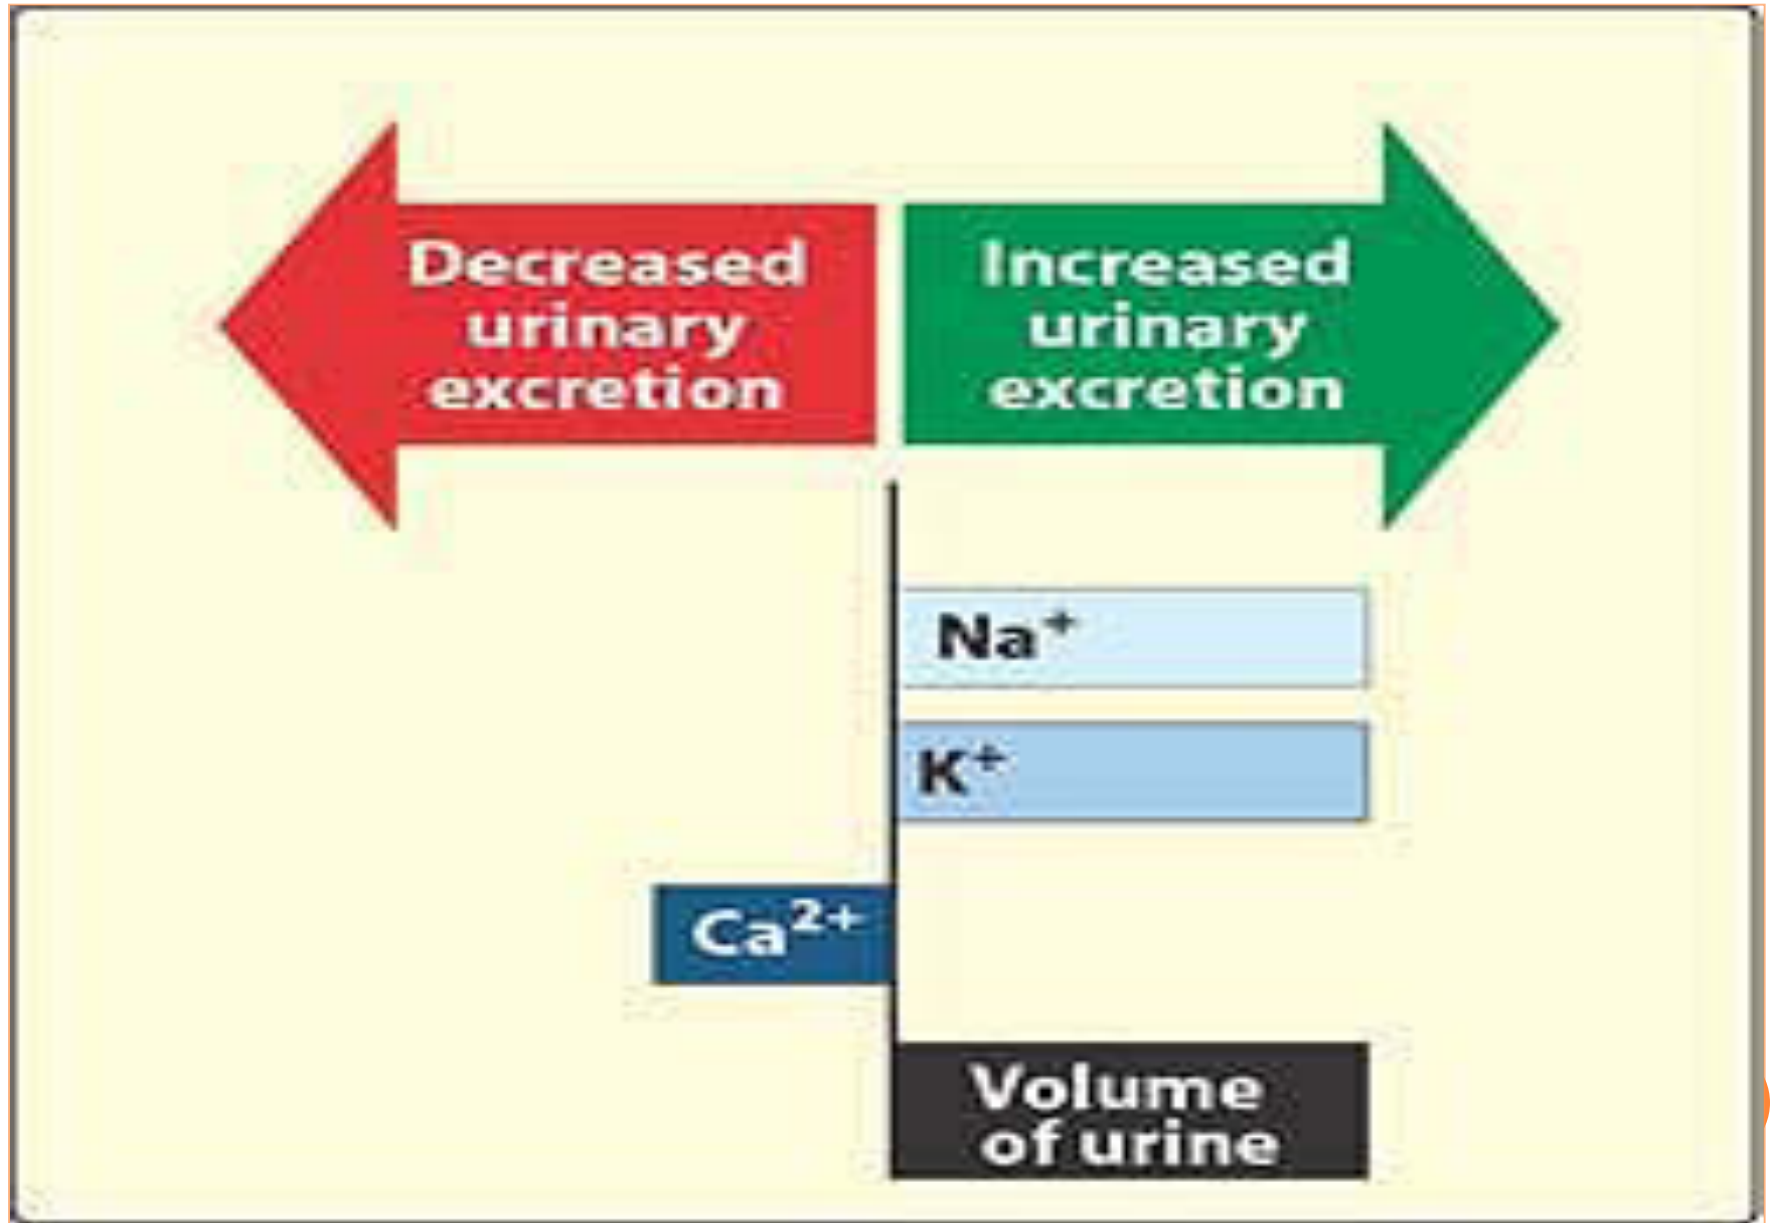 Decreased
urinary
excretion
Increased
urinary
excretion
Na⁺
K⁺
Ca²⁺
Volume
of urine